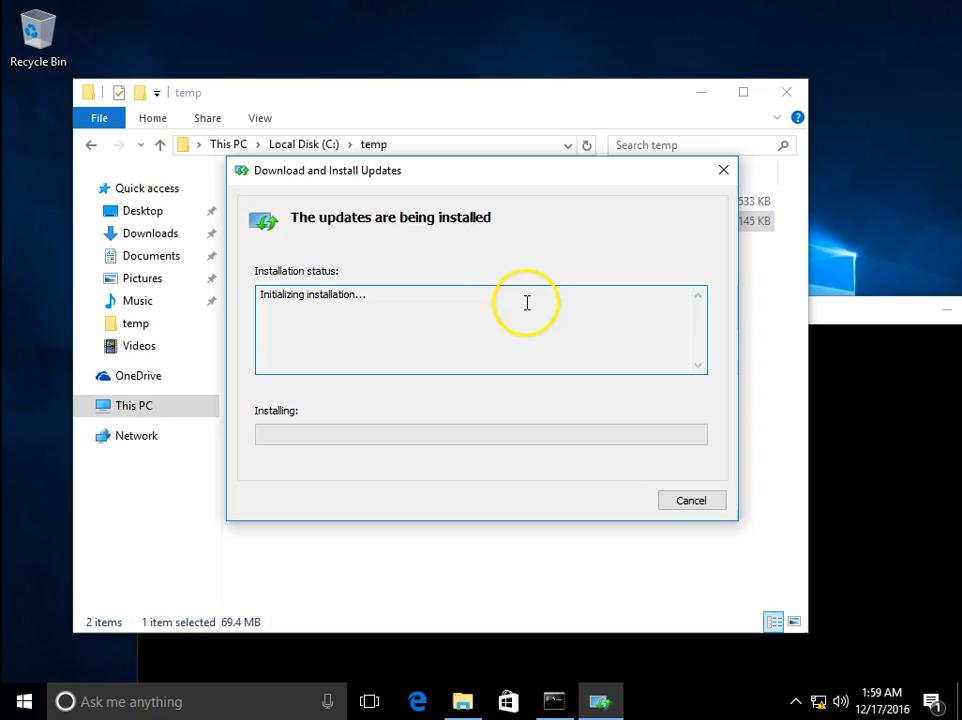 Recycle Bin
temp
File
Home
Share
View
This PC
Local Disk (C:)
temp
Search temp
Download and Install Updates
Quick access
Desktop
Downloads
Documents
Pictures
Music
temp
Videos
OneDrive
This PC
Network
533 KB
145 KB
The updates are being installed
Installation status:
Initializing installation...
Installing:
Cancel
2 items
1 item selected 69.4 MB
Ask me anything
1:59 AM
12/17/2016
1